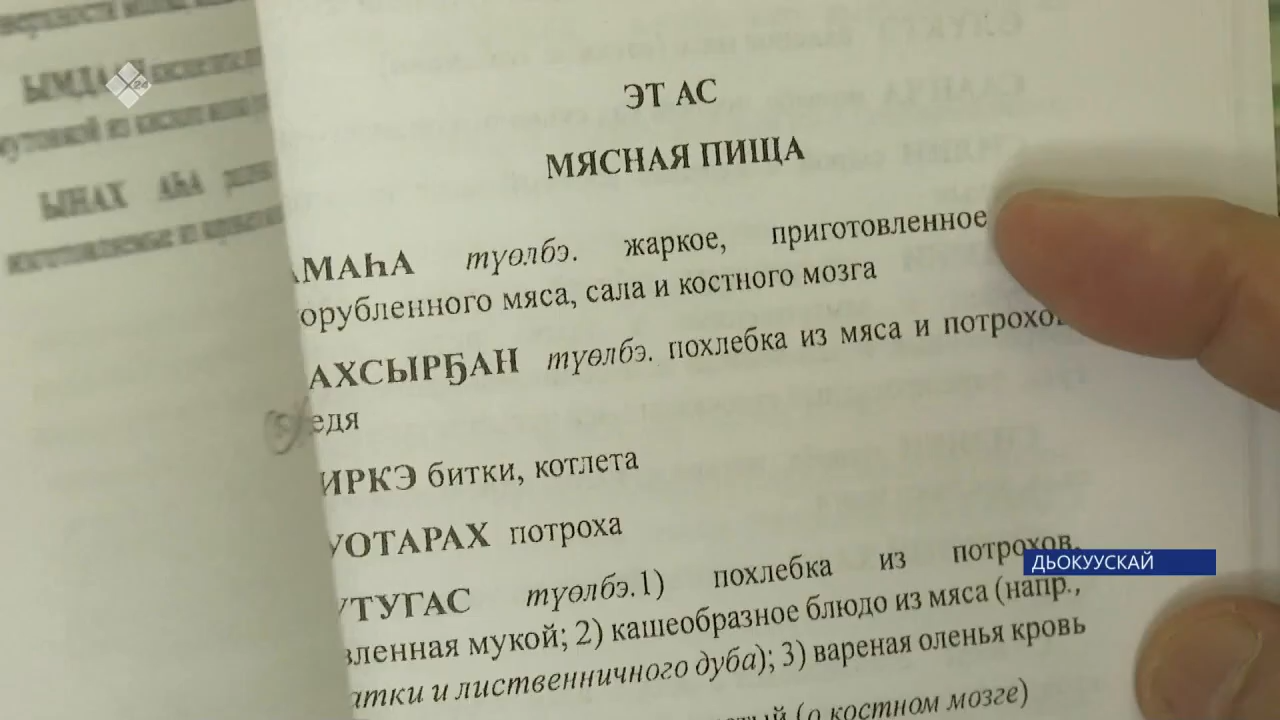 ЫНАХ АҺА
ЭТ АС
МЯСНАЯ ПИЩА
АМАҺА түөлбэ. жаркое, приготовленное
орубленного мяса, сала и костного мозга
АХСЫРҔАН түөлбэ. похлебка из мяса и потрохов
едя
ИРКЭ битки, котлета
УОТАРАХ потроха
УТУГАС түөлбэ.1) похлебка из потрохов,
вленная мукой; 2) кашеобразное блюдо из мяса (напр.,
атки и лиственничного дуба); 3) вареная оленья кровь
(о костном мозге)
ДЬОКУУСКАЙ
Х24